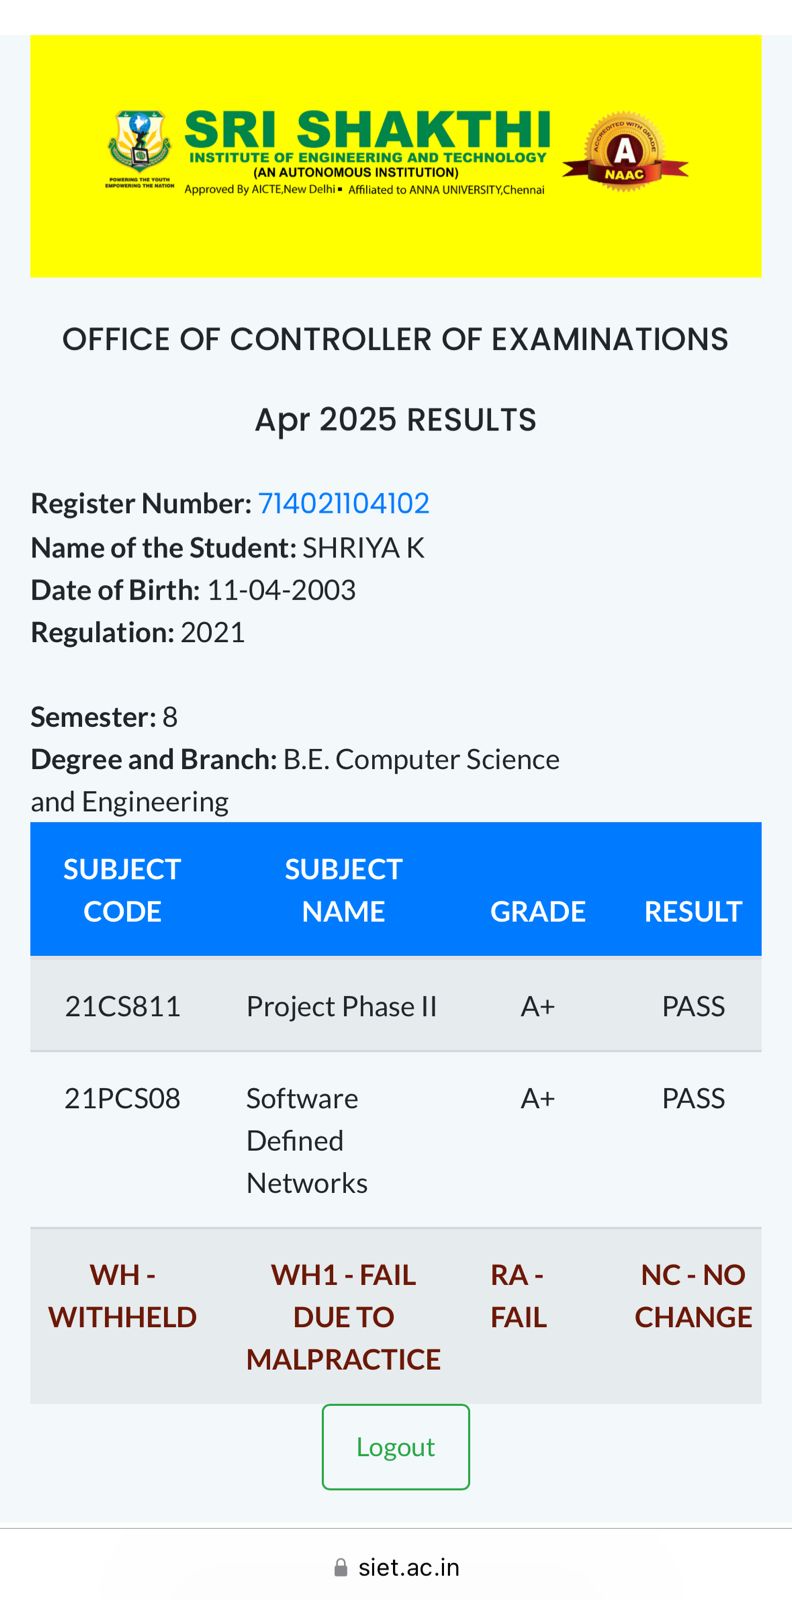 SRI SHAKTHI
INSTITUTE OF ENGINEERING AND TECHNOLOGY
(AN AUTONOMOUS INSTITUTION)
Approved By AICTE,New Delhi ▪ Affiliated to ANNA UNIVERSITY,Chennai
POWERING THE YOUTH
EMPOWERING THE NATION
ACCREDITED WITH GRADE
A
NAAC
OFFICE OF CONTROLLER OF EXAMINATIONS
Apr 2025 RESULTS
Register Number: 714021104102
Name of the Student: SHRIYA K
Date of Birth: 11-04-2003
Regulation: 2021
Semester: 8
Degree and Branch: B.E. Computer Science
and Engineering
SUBJECT CODE SUBJECT NAME GRADE RESULT
21CS811 Project Phase II A+ PASS
21PCS08 Software A+ PASS
Defined
Networks
WH - WH1 - FAIL RA - NC - NO
WITHHELD DUE TO FAIL CHANGE
MALPRACTICE
Logout
siet.ac.in